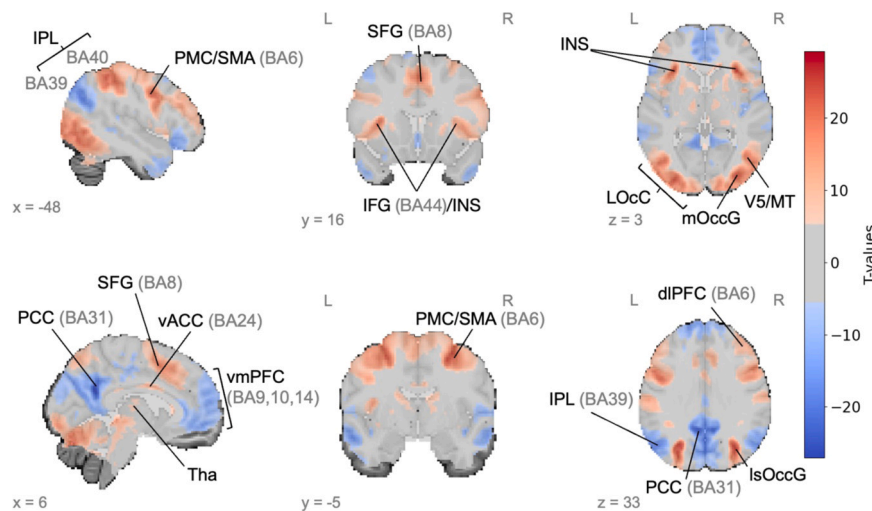 L R L R
IPL
BA40
BA39
PMC/SMA (BA6)
SFG (BA8)
INS
IFG (BA44)/INS
LOcC
mOccG
V5/MT
x = -48
y = 16
z = 3
20
10
0
−10
−20
T-values
SFG (BA8)
PCC (BA31)
vACC (BA24)
vmPFC
(BA9,10,14)
Tha
L R
PMC/SMA (BA6)
L R
dlPFC (BA6)
IPL (BA39)
PCC (BA31)
lsOccG
x = 6
y = -5
z = 33